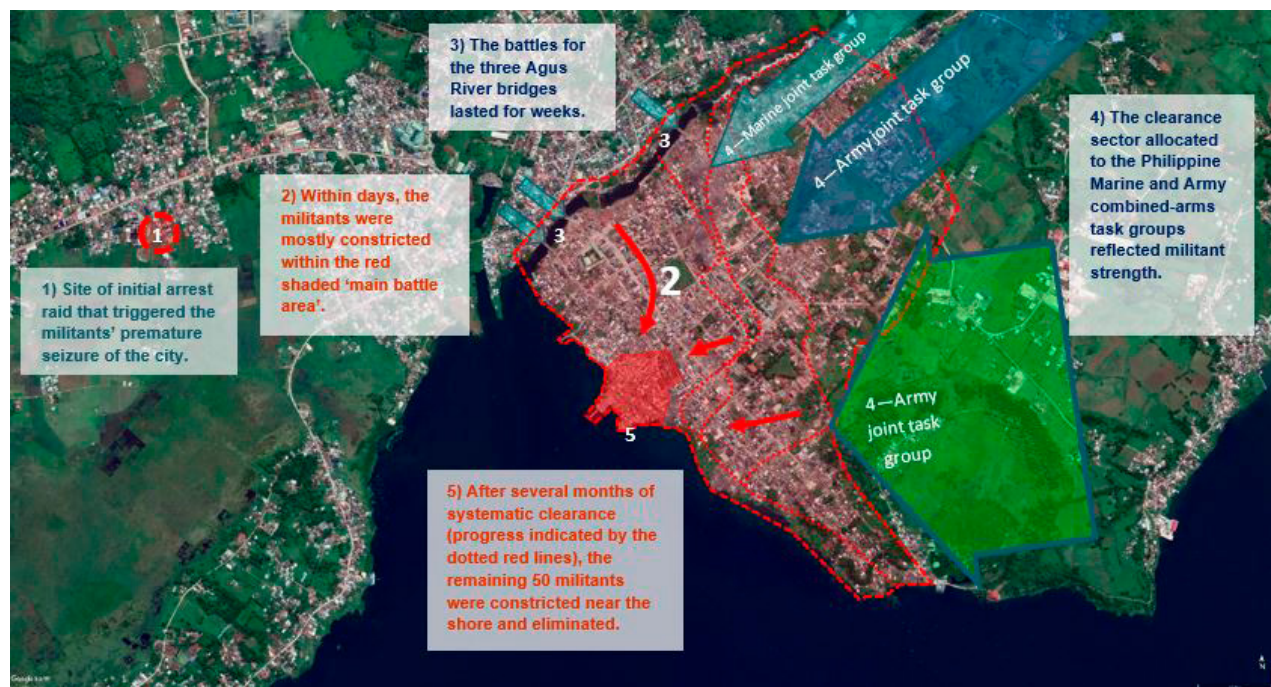 3) The battles for
the three Agus
River bridges
lasted for weeks.
4—Marine joint task group
4—Army joint task group
4) The clearance
sector allocated
to the Philippine
Marine and Army
combined-arms
task groups
reflected militant
strength.
3
2) Within days, the
militants were
mostly constricted
within the red
shaded ‘main battle
area’.
1
3
2
1) Site of initial arrest
raid that triggered the
militants’ premature
seizure of the city.
4—Army
joint task
group
5
5) After several months of
systematic clearance
(progress indicated by the
dotted red lines), the
remaining 50 militants
were constricted near the
shore and eliminated.
N